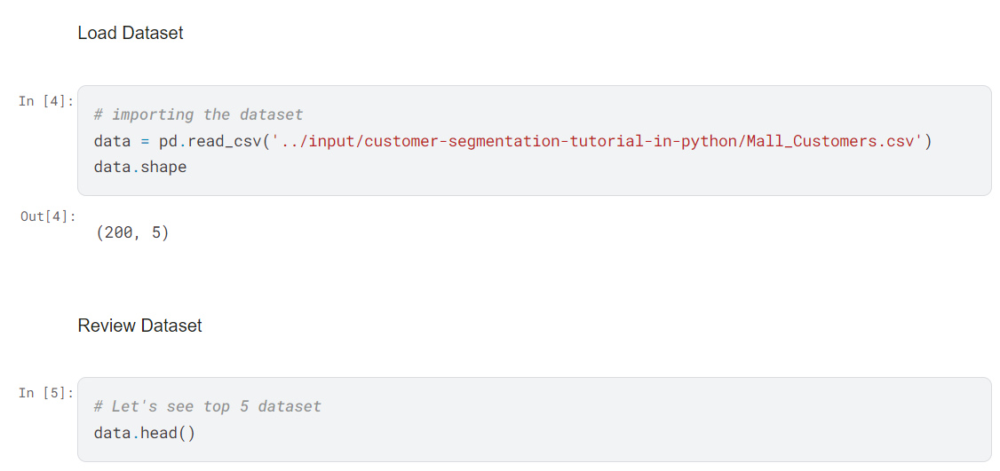 Load Dataset
In [4]:
# importing the dataset
data = pd.read_csv('../input/customer-segmentation-tutorial-in-python/Mall_Customers.csv')
data.shape
Out[4]:
(200, 5)
Review Dataset
In [5]:
# Let's see top 5 dataset
data.head()